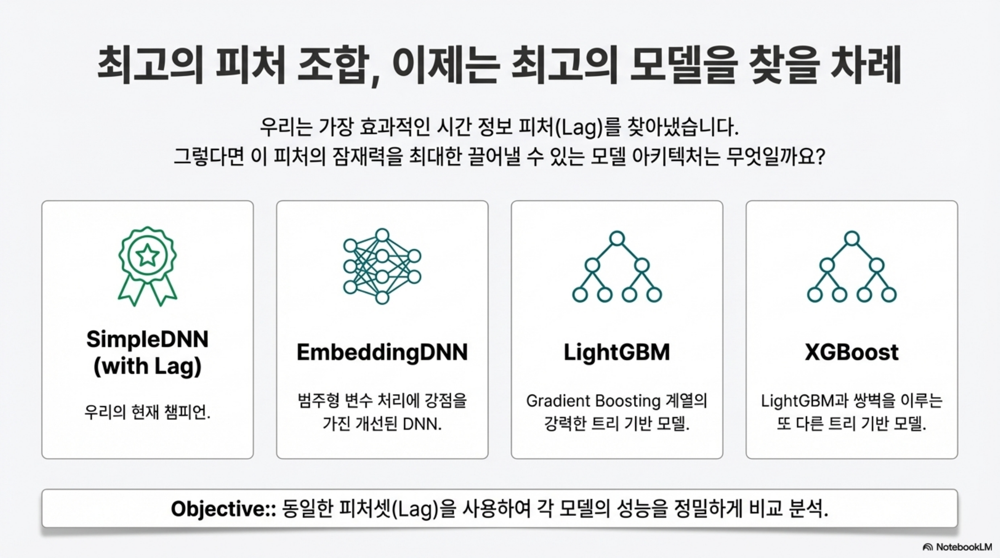 최고의 피처 조합, 이제는 최고의 모델을 찾을 차례
우리는 가장 효과적인 시간 정보 피처(Lag)를 찾아냈습니다.
그렇다면 이 피처의 잠재력을 최대한 끌어낼 수 있는 모델 아키텍처는 무엇일까요?
SimpleDNN
(with Lag)
우리의 현재 챔피언.
EmbeddingDNN
범주형 변수 처리에 강점을
가진 개선된 DNN.
LightGBM
Gradient Boosting 계열의
강력한 트리 기반 모델.
XGBoost
LightGBM과 쌍벽을 이루는
또 다른 트리 기반 모델.
Objective:: 동일한 피처셋(Lag)을 사용하여 각 모델의 성능을 정밀하게 비교 분석.
NotebookLM